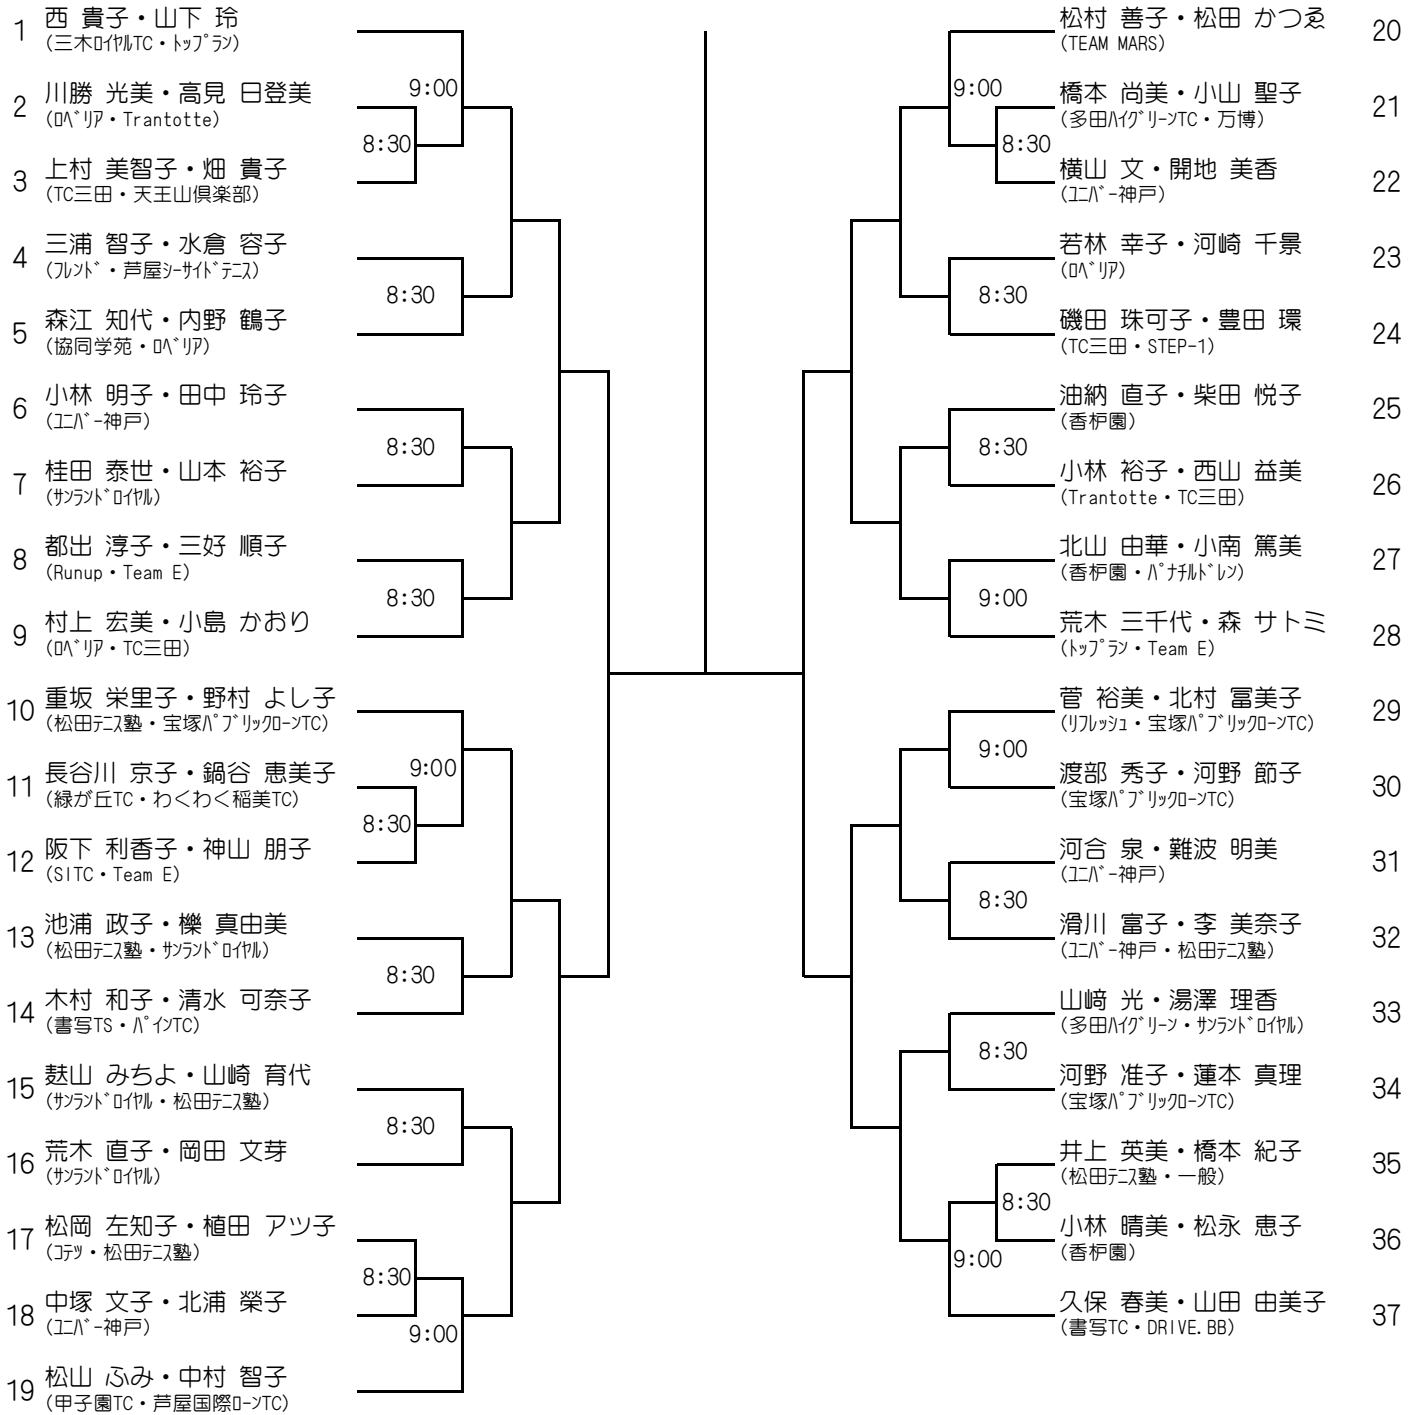 1 西 貴子・山下 玲
(三木ﾛｲﾔﾙTC・ﾄｯﾌﾟﾗﾝ)
9:00
2 川勝 光美・高見 日登美
(ﾛﾍﾞﾘｱ・Trantotte)
8:30
3 上村 美智子・畑 貴子
(TC三田・天王山倶楽部)
4 三浦 智子・水倉 容子
(ﾌﾚﾝﾄﾞ・芦屋ｼｰｻｲﾄﾞﾃﾆｽ)
8:30
5 森江 知代・内野 鶴子
(協同学苑・ﾛﾍﾞﾘｱ)
6 小林 明子・田中 玲子
(ﾕﾆﾊﾞｰ神戸)
8:30
7 桂田 泰世・山本 裕子
(ｻﾝﾗﾝﾄﾞﾛｲﾔﾙ)
8 都出 淳子・三好 順子
(Runup・Team E)
8:30
9 村上 宏美・小島 かおり
(ﾛﾍﾞﾘｱ・TC三田)
10 重坂 栄里子・野村 よし子
(松田ﾃﾆｽ塾・宝塚ﾊﾟﾌﾞﾘｯｸﾛｰﾝTC)
9:00
11 長谷川 京子・鍋谷 恵美子
(緑が丘TC・わくわく稲美TC)
8:30
12 阪下 利香子・神山 朋子
(SITC・Team E)
13 池浦 政子・櫟 真由美
(松田ﾃﾆｽ塾・ｻﾝﾗﾝﾄﾞﾛｲﾔﾙ)
8:30
14 木村 和子・清水 可奈子
(書写TS・ﾊﾟｲﾝTC)
15 麸山 みちよ・山崎 育代
(ｻﾝﾗﾝﾄﾞﾛｲﾔﾙ・松田ﾃﾆｽ塾)
8:30
16 荒木 直子・岡田 文芽
(ｻﾝﾗﾝﾄﾞﾛｲﾔﾙ)
17 松岡 左知子・植田 アツ子
(ｺﾃﾂ・松田ﾃﾆｽ塾)
8:30
18 中塚 文子・北浦 榮子
(ﾕﾆﾊﾞｰ神戸)
9:00
19 松山 ふみ・中村 智子
(甲子園TC・芦屋国際ﾛｰﾝTC)
松村 善子・松田 かつゑ 20
(TEAM MARS)
9:00
橋本 尚美・小山 聖子 21
(多田ﾊｲｸﾞﾘｰﾝTC・万博)
8:30
横山 文・開地 美香 22
(ﾕﾆﾊﾞｰ神戸)
若林 幸子・河崎 千景 23
(ﾛﾍﾞﾘｱ)
8:30
磯田 珠可子・豊田 環 24
(TC三田・STEP-1)
油納 直子・柴田 悦子 25
(香枦園)
8:30
小林 裕子・西山 益美 26
(Trantotte・TC三田)
北山 由華・小南 篤美 27
(香枦園・ﾊﾟﾅﾁﾙﾄﾞﾚﾝ)
9:00
荒木 三千代・森 サトミ 28
(ﾄｯﾌﾟﾗﾝ・Team E)
菅 裕美・北村 冨美子 29
(ﾘﾌﾚｯｼｭ・宝塚ﾊﾟﾌﾞﾘｯｸﾛｰﾝTC)
9:00
渡部 秀子・河野 節子 30
(宝塚ﾊﾟﾌﾞﾘｯｸﾛｰﾝTC)
河合 泉・難波 明美 31
(ﾕﾆﾊﾞｰ神戸)
8:30
滑川 富子・李 美奈子 32
(ﾕﾆﾊﾞｰ神戸・松田ﾃﾆｽ塾)
山﨑 光・湯澤 理香 33
(多田ﾊｲｸﾞﾘｰﾝ・ｻﾝﾗﾝﾄﾞﾛｲﾔﾙ)
8:30
河野 准子・蓮本 真理 34
(宝塚ﾊﾟﾌﾞﾘｯｸﾛｰﾝTC)
井上 英美・橋本 紀子 35
(松田ﾃﾆｽ塾・一般)
8:30
小林 晴美・松永 恵子 36
(香枦園)
9:00
久保 春美・山田 由美子 37
(書写TC・DRIVE.BB)